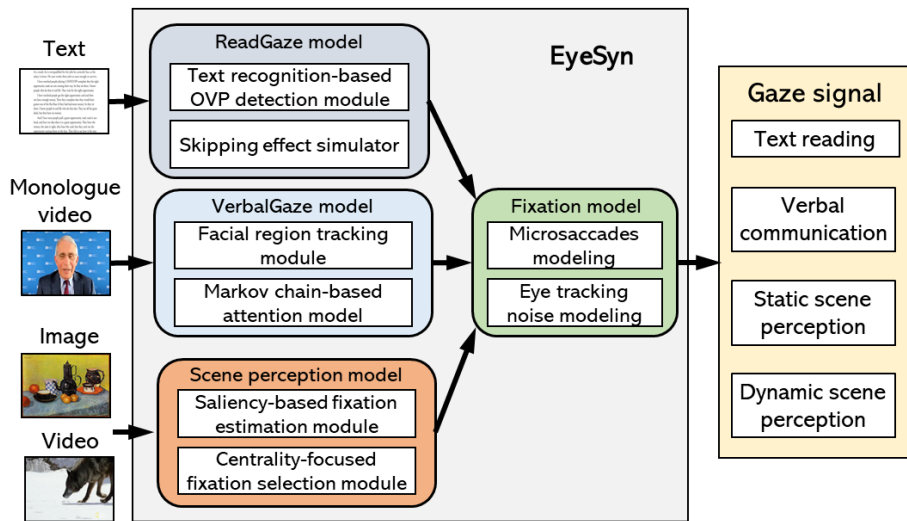 Text
Monologue
video
Image
Video
EyeSyn
ReadGaze model
Text recognition-based
OVP detection module
Skipping effect simulator
VerbalGaze model
Facial region tracking
module
Markov chain-based
attention model
Scene perception model
Saliency-based fixation
estimation module
Centrality-focused
fixation selection module
Fixation model
Microsaccades
modeling
Eye tracking
noise modeling
Gaze signal
Text reading
Verbal
communication
Static scene
perception
Dynamic scene
perception